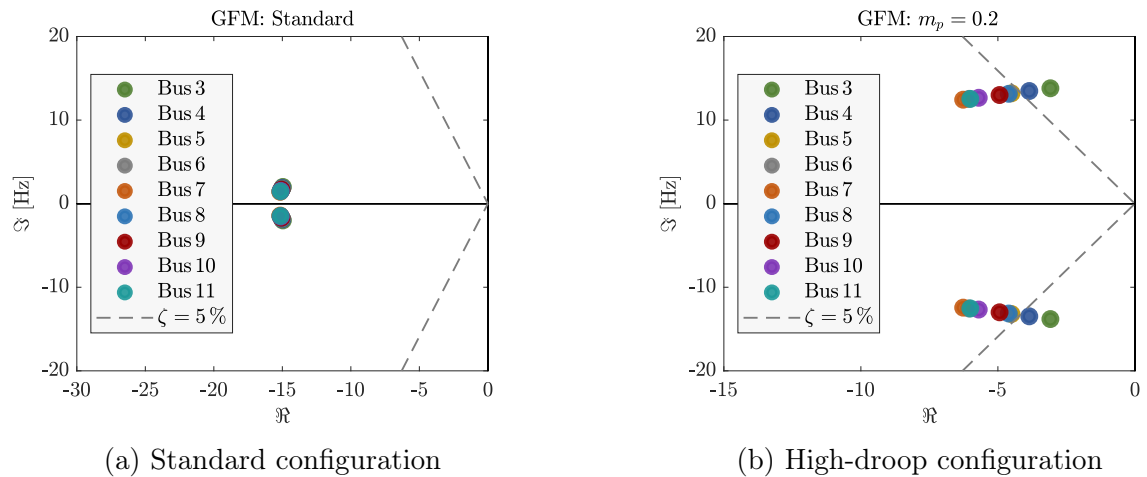 GFM: Standard
20
10
0
-10
-20
ℑ [Hz]
Bus 3
Bus 4
Bus 5
Bus 6
Bus 7
Bus 8
Bus 9
Bus 10
Bus 11
ζ = 5 %
-30 -25 -20 -15 -10 -5 0
ℜ
(a) Standard configuration
GFM: m_p = 0.2
20
10
0
-10
-20
ℑ [Hz]
Bus 3
Bus 4
Bus 5
Bus 6
Bus 7
Bus 8
Bus 9
Bus 10
Bus 11
ζ = 5 %
-15 -10 -5 0
ℜ
(b) High-droop configuration